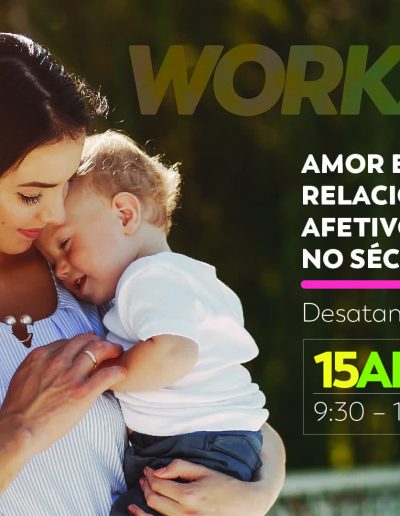 WORK
AMOR E
RELACIO
AFETIVO
NO SÉC
Desatan
15A
9:30 – 1